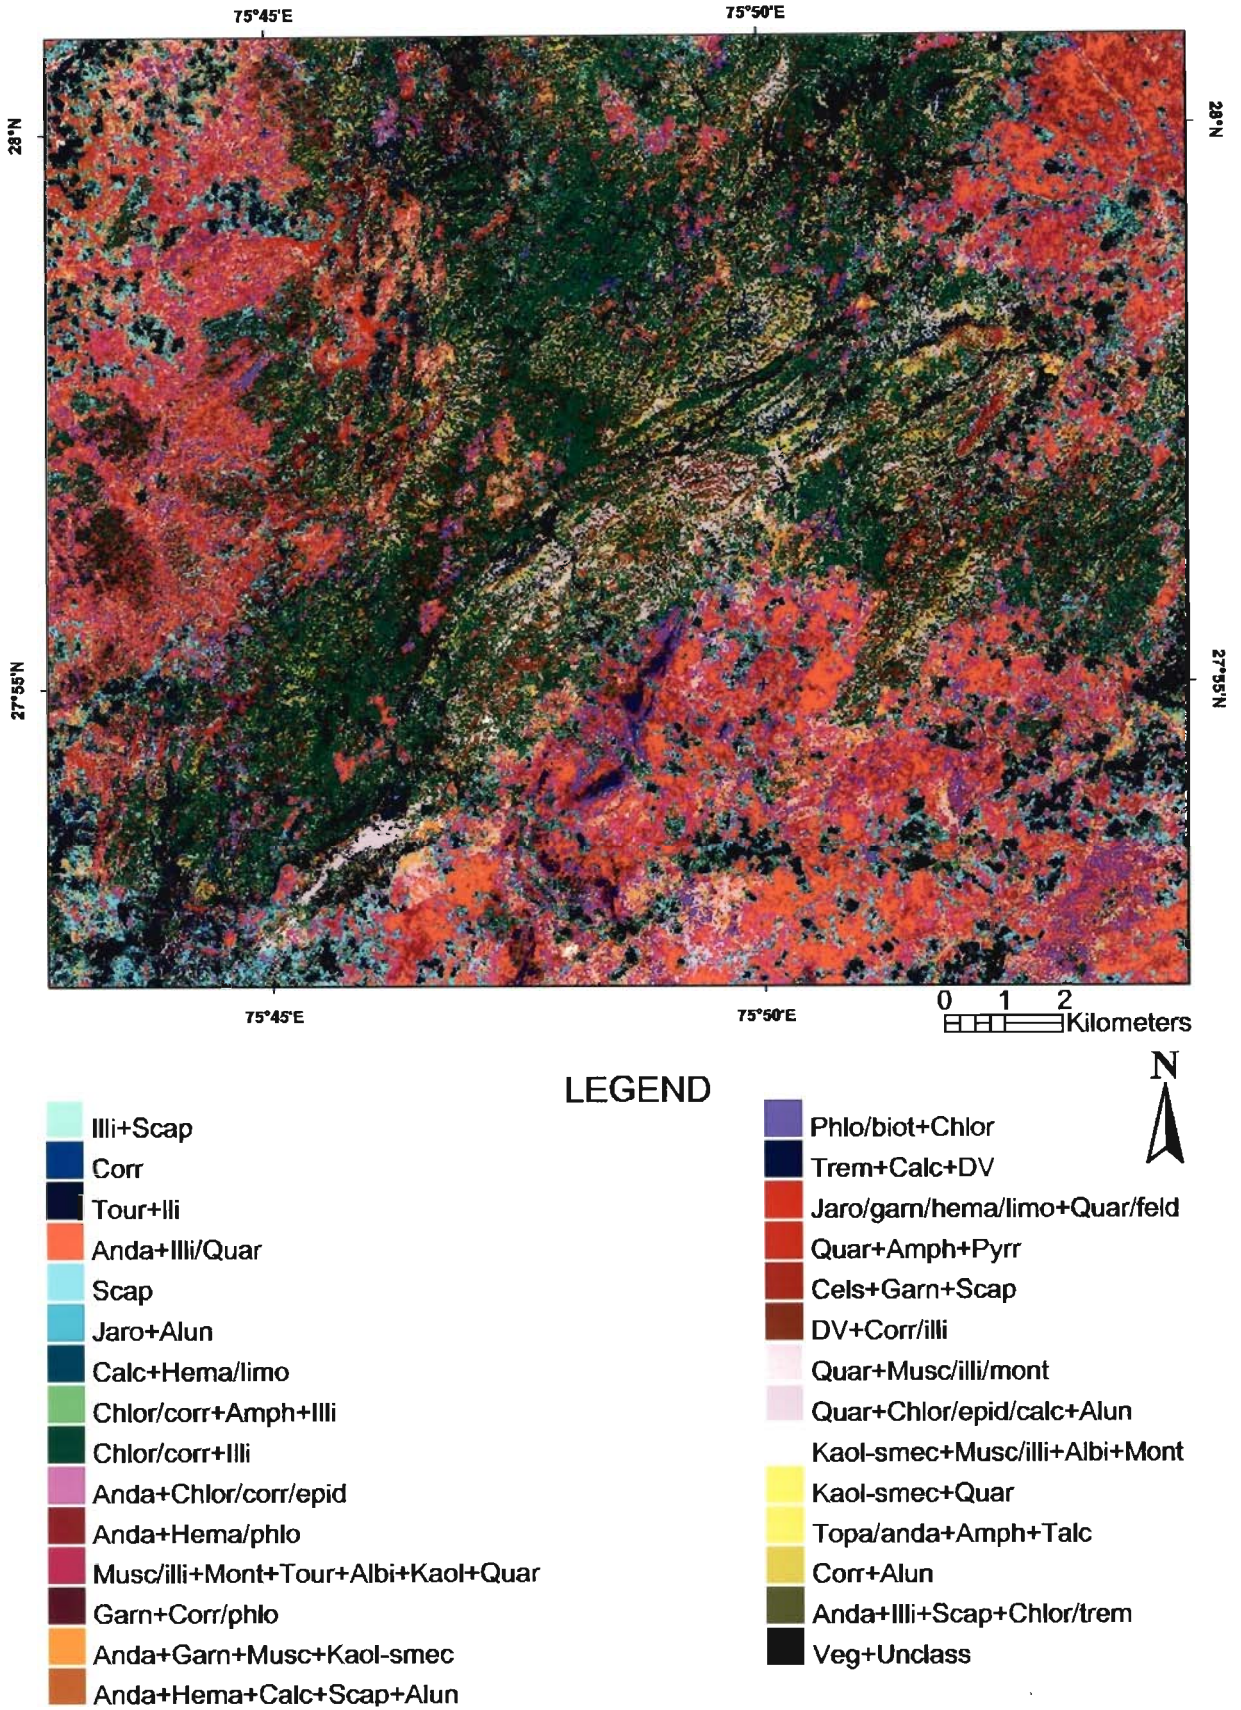 75°45'E 75°50'E
28°N 28°N
27°55'N 27°55'N
75°45'E 75°50'E
0 1 2
Kilometers
N
LEGEND
Illi+Scap
Corr
Tour+Ili
Anda+Illi/Quar
Scap
Jaro+Alun
Calc+Hema/limo
Chlor/corr+Amph+Illi
Chlor/corr+Illi
Anda+Chlor/corr/epid
Anda+Hema/phlo
Musc/illi+Mont+Tour+Albi+Kaol+Quar
Garn+Corr/phlo
Anda+Garn+Musc+Kaol-smec
Anda+Hema+Calc+Scap+Alun
Phlo/biot+Chlor
Trem+Calc+DV
Jaro/garn/hema/limo+Quar/feld
Quar+Amph+Pyrr
Cels+Garn+Scap
DV+Corr/illi
Quar+Musc/illi/mont
Quar+Chlor/epid/calc+Alun
Kaol-smec+Musc/illi+Albi+Mont
Kaol-smec+Quar
Topa/anda+Amph+Talc
Corr+Alun
Anda+Illi+Scap+Chlor/trem
Veg+Unclass